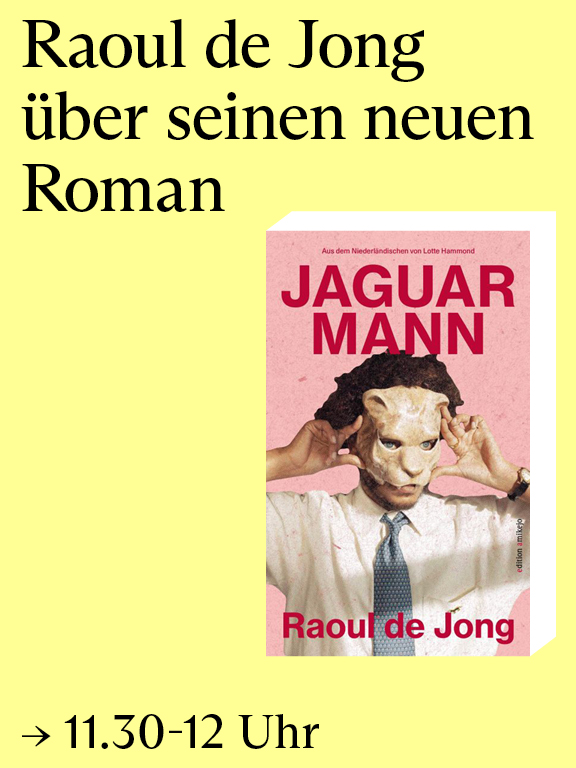 Raoul de Jong
über seinen neuen
Roman
Aus dem Niederländischen von Lotte Hammond
JAGUAR
MANN
edition amikejo
Raoul de Jong
→ 11.30-12 Uhr